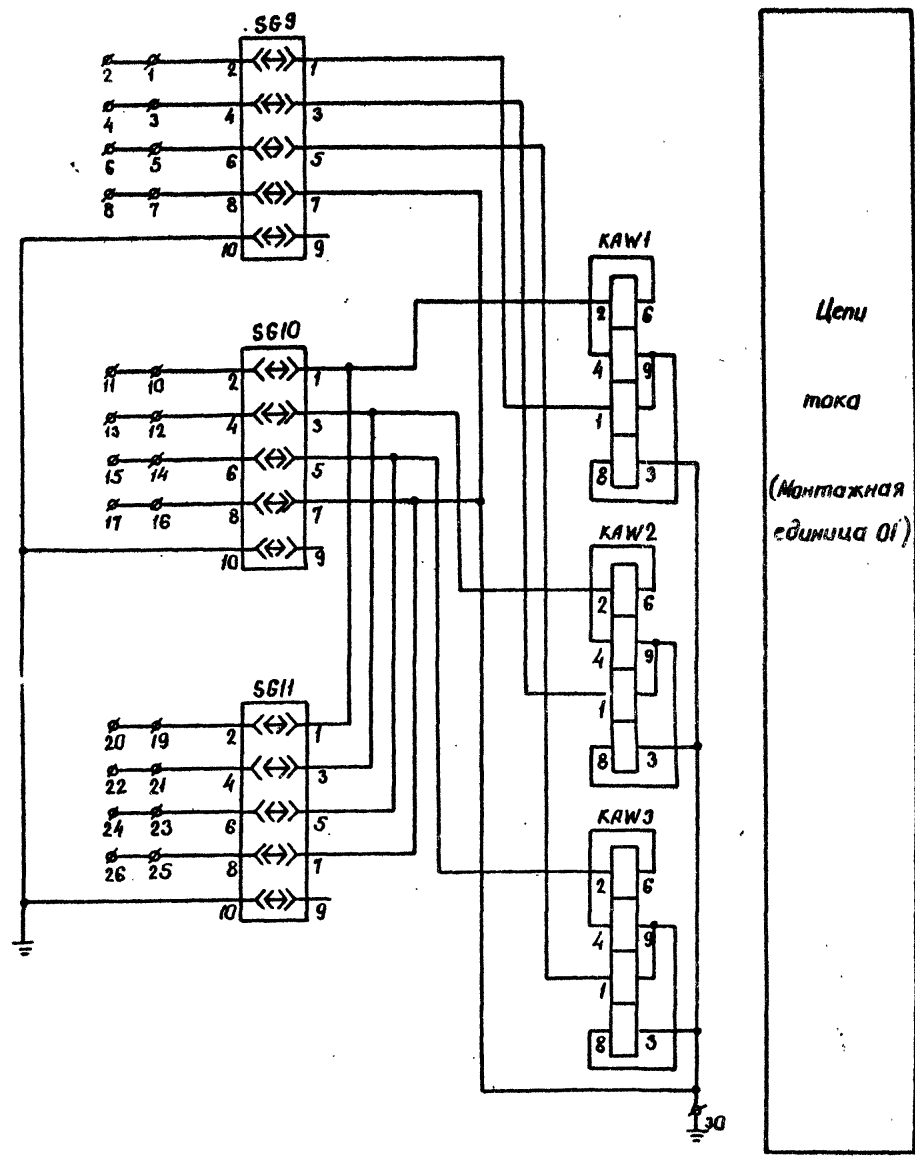 SG9
2 1 2 1
4 3 4 3
6 5 6 5
8 7 8 7
10 9
KAW1
2 6
4 9
1
8 3
SG10
11 10 2 1
13 12 4 3
15 14 6 5
17 16 8 7
10 9
KAW2
2 6
4 9
1
8 3
SG11
20 19 2 1
22 21 4 3
24 23 6 5
26 25 8 7
10 9
KAW3
2 6
4 9
1
8 3
30
Цепи
тока
(Монтажная
единица 01)